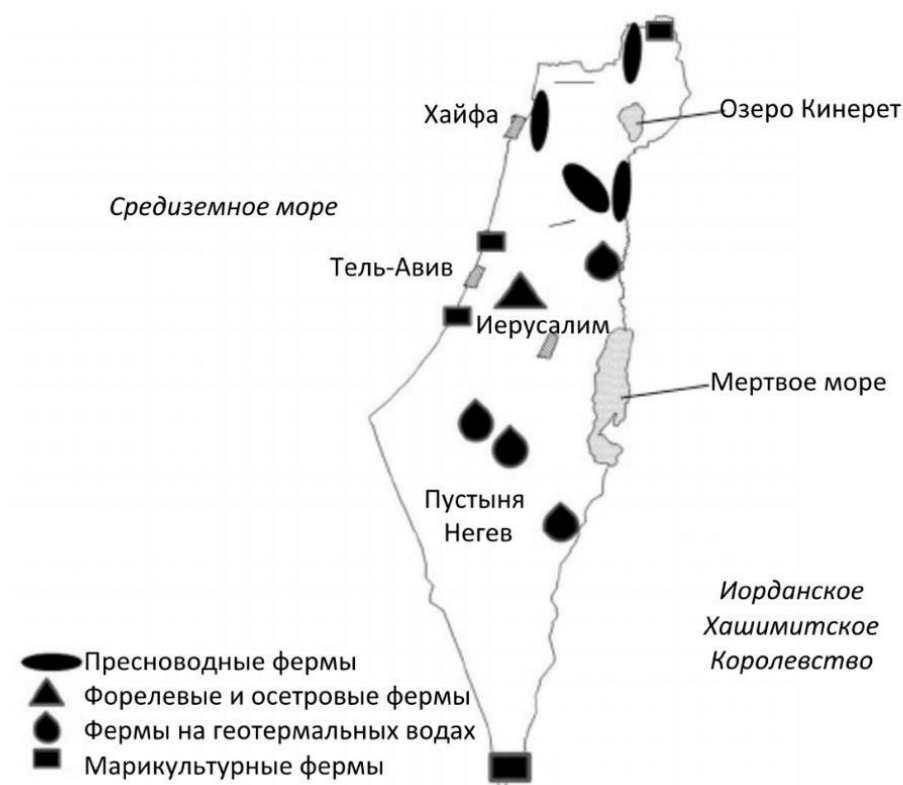 Хайфа
Озеро Кинерет
Средиземное море
Тель-Авив
Иерусалим
Мертвое море
Пустыня
Негев
Иорданское
Хашимитское
Королевство
Пресноводные фермы
Форелевые и осетровые фермы
Фермы на геотермальных водах
Марикультурные фермы